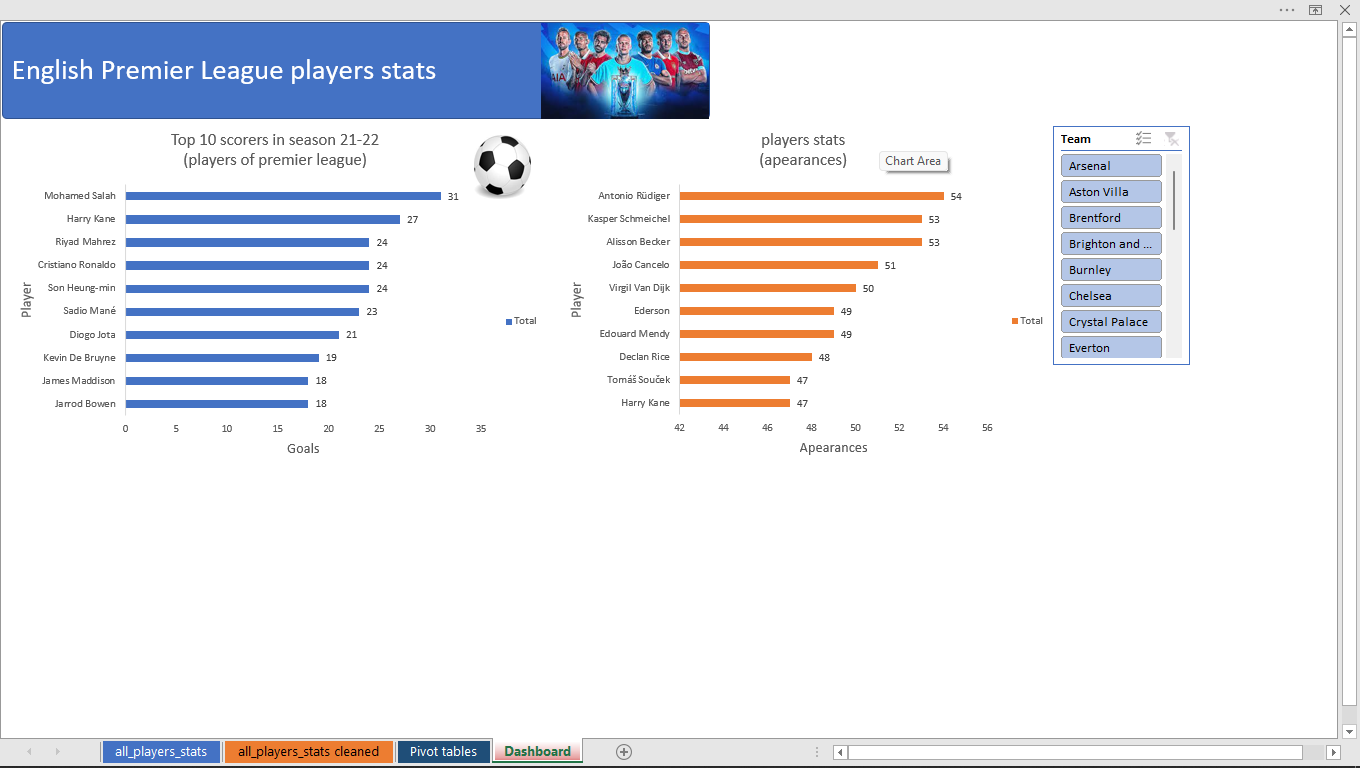 English Premier League players stats
Top 10 scorers in season 21-22
(players of premier league)
Player
Mohamed Salah 31
Harry Kane 27
Riyad Mahrez 24
Cristiano Ronaldo 24
Son Heung-min 24
Sadio Mané 23
Diogo Jota 21
Kevin De Bruyne 19
James Maddison 18
Jarrod Bowen 18
0 5 10 15 20 25 30 35
Goals
Total
players stats
(apearances)
Chart Area
Player
Antonio Rüdiger 54
Kasper Schmeichel 53
Alisson Becker 53
João Cancelo 51
Virgil Van Dijk 50
Ederson 49
Edouard Mendy 49
Declan Rice 48
Tomáš Souček 47
Harry Kane 47
42 44 46 48 50 52 54 56
Apearances
Total
Team
Arsenal
Aston Villa
Brentford
Brighton and ...
Burnley
Chelsea
Crystal Palace
Everton
all_players_stats all_players_stats cleaned Pivot tables Dashboard